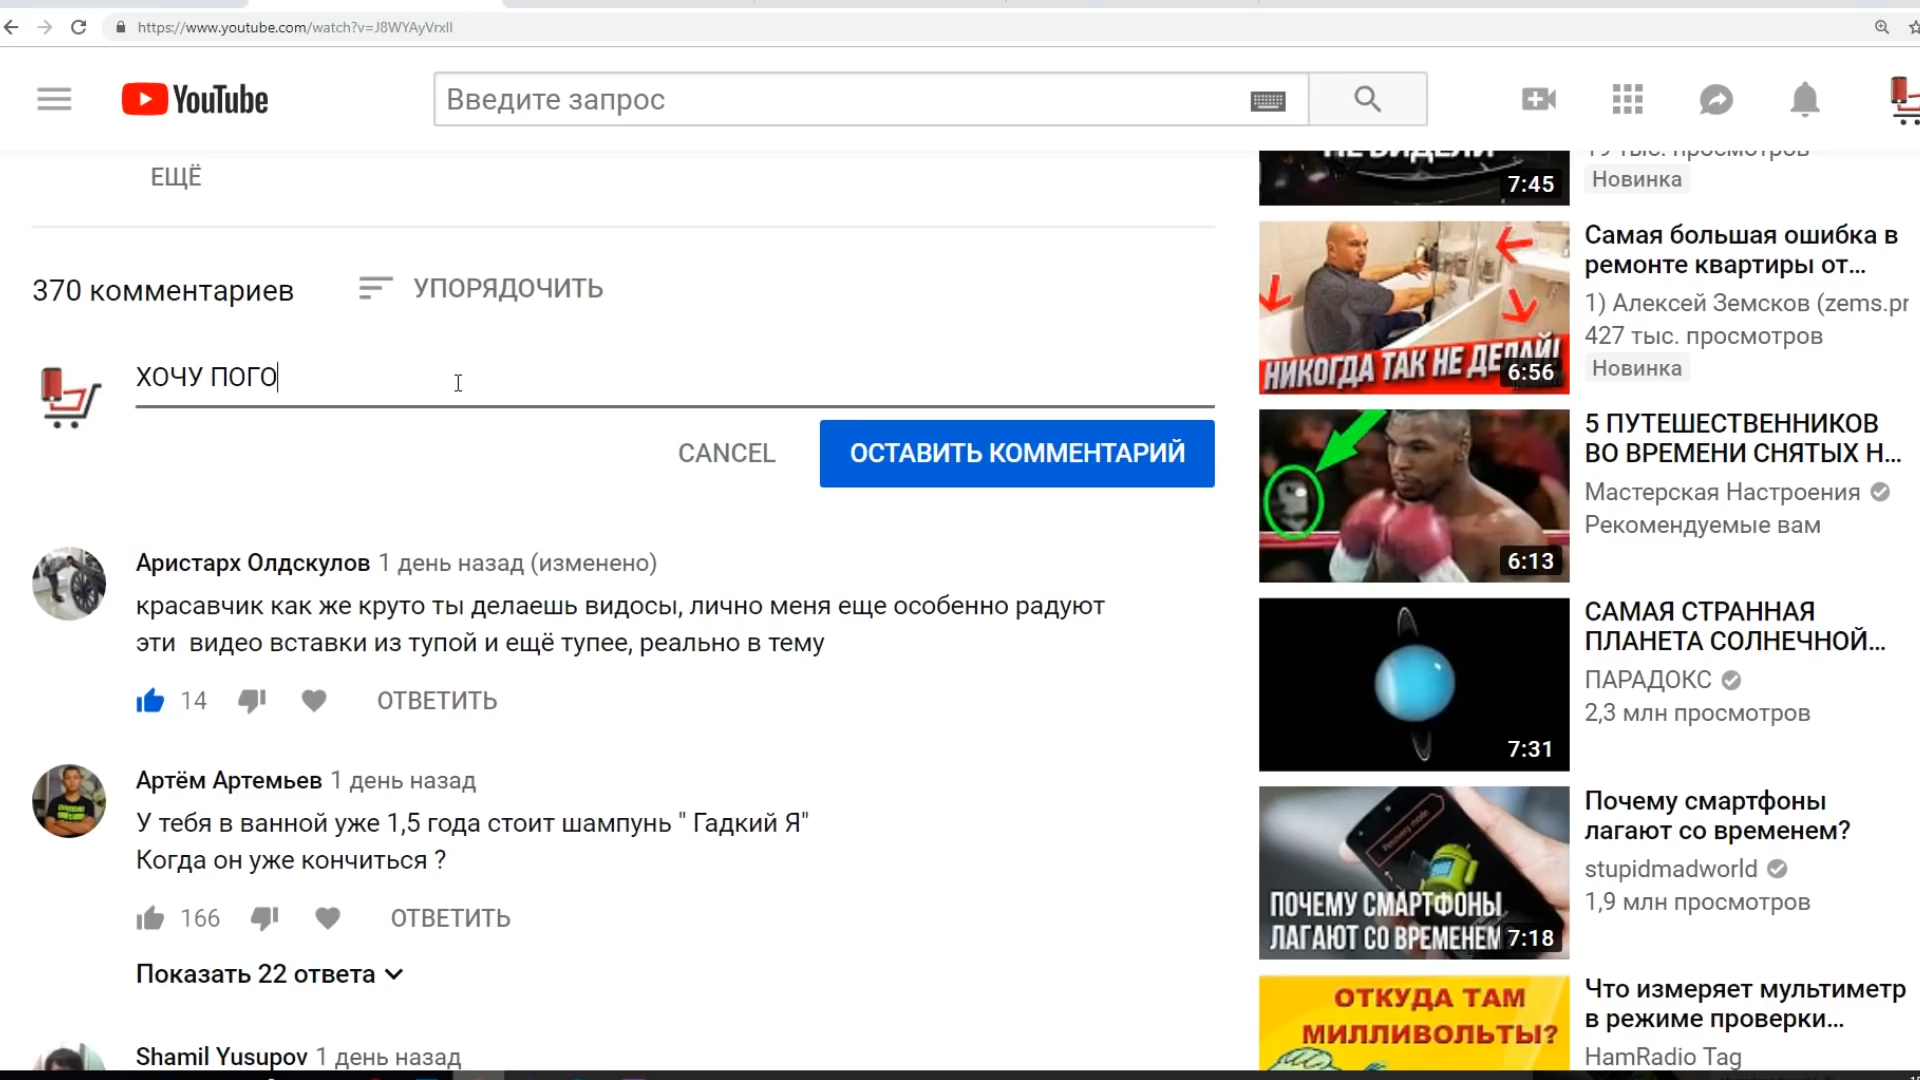 https://www.youtube.com/watch?v=J8WYAyVrxlI
YouTube
Введите запрос
ЕЩЁ
370 комментариев
УПОРЯДОЧИТЬ
ХОЧУ ПОГО
CANCEL
ОСТАВИТЬ КОММЕНТАРИЙ
Аристарх Олдскулов 1 день назад (изменено)
красавчик как же круто ты делаешь видосы, лично меня еще особенно радуют
эти  видео вставки из тупой и ещё тупее, реально в тему
14
ОТВЕТИТЬ
Артём Артемьев 1 день назад
У тебя в ванной уже 1,5 года стоит шампунь " Гадкий Я"
Когда он уже кончиться ?
166
ОТВЕТИТЬ
Показать 22 ответа
Shamil Yusupov 1 день назад
НЕ ВИДЕЛИ
7:45
19 тыс. просмотров
Новинка
НИКОГДА ТАК НЕ ДЕЛАЙ!
6:56
Самая большая ошибка в
ремонте квартиры от...
1) Алексей Земсков (zems.pr
427 тыс. просмотров
Новинка
6:13
5 ПУТЕШЕСТВЕННИКОВ
ВО ВРЕМЕНИ СНЯТЫХ Н...
Мастерская Настроения
Рекомендуемые вам
7:31
САМАЯ СТРАННАЯ
ПЛАНЕТА СОЛНЕЧНОЙ...
ПАРАДОКС
2,3 млн просмотров
Recovery mode
ПОЧЕМУ СМАРТФОНЫ
ЛАГАЮТ СО ВРЕМЕНЕМ
7:18
Почему смартфоны
лагают со временем?
stupidmadworld
1,9 млн просмотров
ОТКУДА ТАМ
МИЛЛИВОЛЬТЫ?
Что измеряет мультиметр
в режиме проверки...
HamRadio Tag